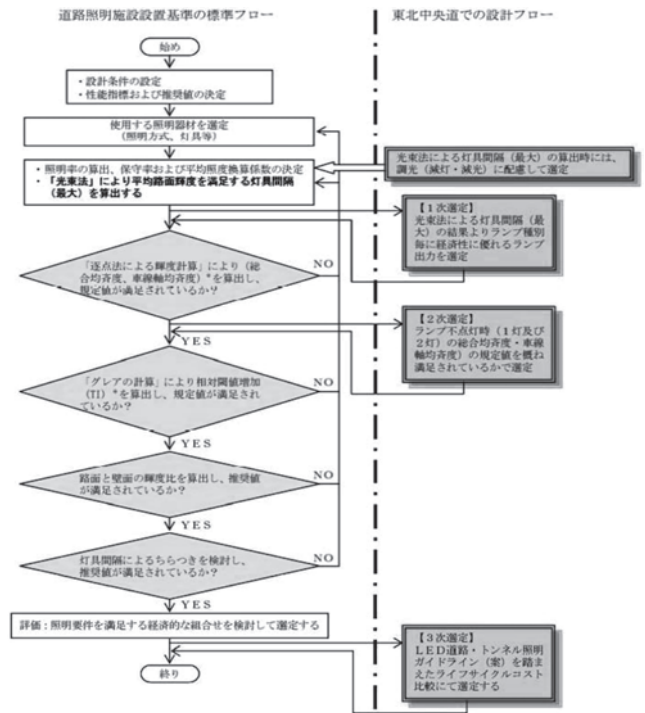 道路照明施設設置基準の標準フロー
東北中央道での設計フロー
始め
・設計条件の設定
・性能指標および推奨値の決定
使用する照明器材を選定
(照明方式、灯具等)
・照明率の算出、保守率および平均照度換算係数の決定
・「光束法」により平均路面輝度を満足する灯具間隔
(最大)を算出する
光束法による灯具間隔(最大)の算出時には、
調光(減灯・減光)に配慮して選定
【1次選定】
光束法による灯具間隔(最
大)の結果よりランプ種別
毎に経済性に優れるランプ
出力を選定
「逐点法による輝度計算」により(総
合均斉度、車線軸均斉度)*を算出し、
規定値が満足されているか?
NO
YES
【2次選定】
ランプ不点灯時(1灯及び
2灯)の総合均斉度・車線
軸均斉度)の規定値を概ね
満足されているかで選定
「グレアの計算」により相対閾値増加
(TI)*を算出し、規定値が満足され
ているか?
NO
YES
路面と壁面の輝度比を算出し、推奨値
が満足されているか?
NO
YES
灯具間隔によるちらつきを検討し、
推奨値が満足されているか?
NO
YES
評価:照明要件を満足する経済的な組合せを検討して選定する
【3次選定】
LED道路・トンネル照明
ガイドライン(案)を踏ま
えたライフサイクルコスト
比較にて選定する
終り